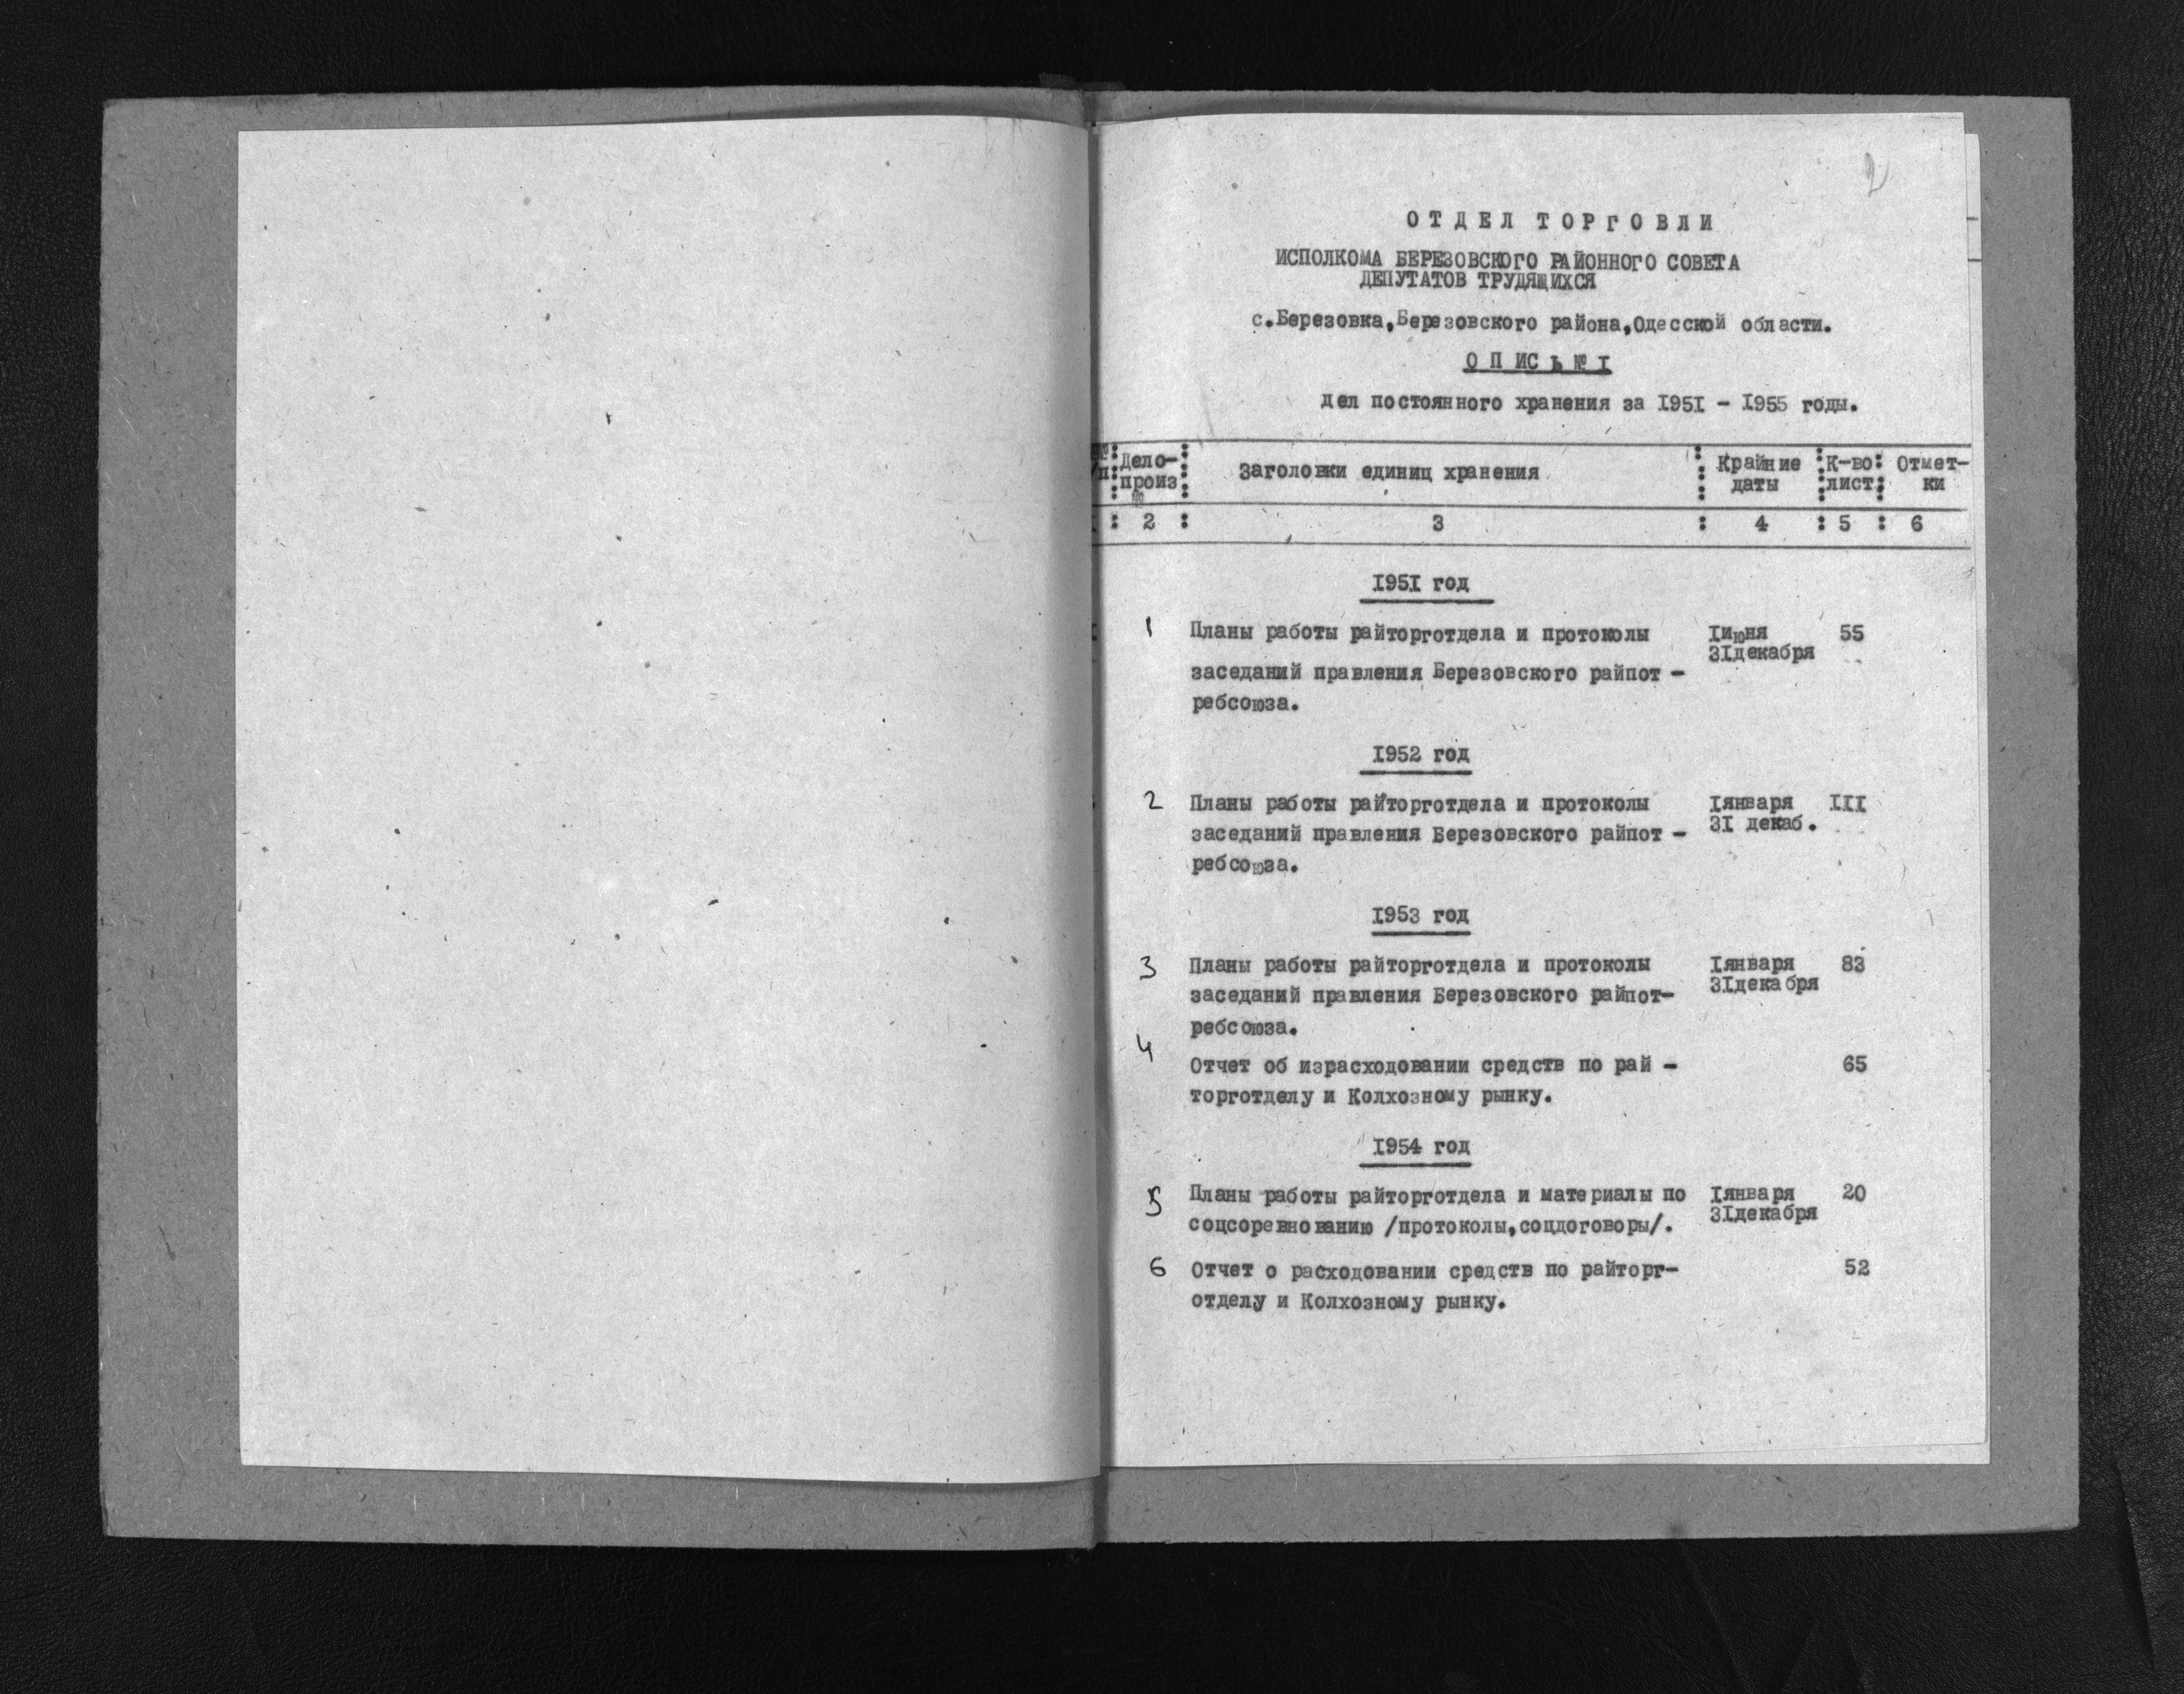 2
ОТДЕЛ ТОРГОВЛИ
ИСПОЛКОМА БЕРЕЗОВСКОГО РАЙОННОГО СОВЕТА
ДЕПУТАТОВ ТРУДЯЩИХСЯ
с.Березовка,Березовского района,Одесской области.
ОПИСЬ № I
дел постоянного хранения за I95I - I955 годы.
Дело- Заголовки единиц хранения Крайние К-во Отмет-
произ даты лист ки
№
2 : 3 : 4 : 5 : 6
I95I год
1 Планы работы райторготдела и протоколы Iиюня 55
3Iдекабря
заседаний правления Березовского райпот -
ребсоюза.
I952 год
2 Планы работы райторготдела и протоколы Iянваря III
заседаний правления Березовского райпот - 3I декаб.
ребсоюза.
I953 год
3 Планы работы райторготдела и протоколы Iянваря 83
заседаний правления Березовского райпот- 3Iдекабря
ребсоюза.
4 Отчет об израсходовании средств по рай - 65
торготделу и Колхозному рынку.
I954 год
5 Планы работы райторготдела и материалы по Iянваря 20
соцсоревнованию /протоколы,соцдоговоры/. 3Iдекабря
6 Отчет о расходовании средств по райторг- 52
отделу и Колхозному рынку.